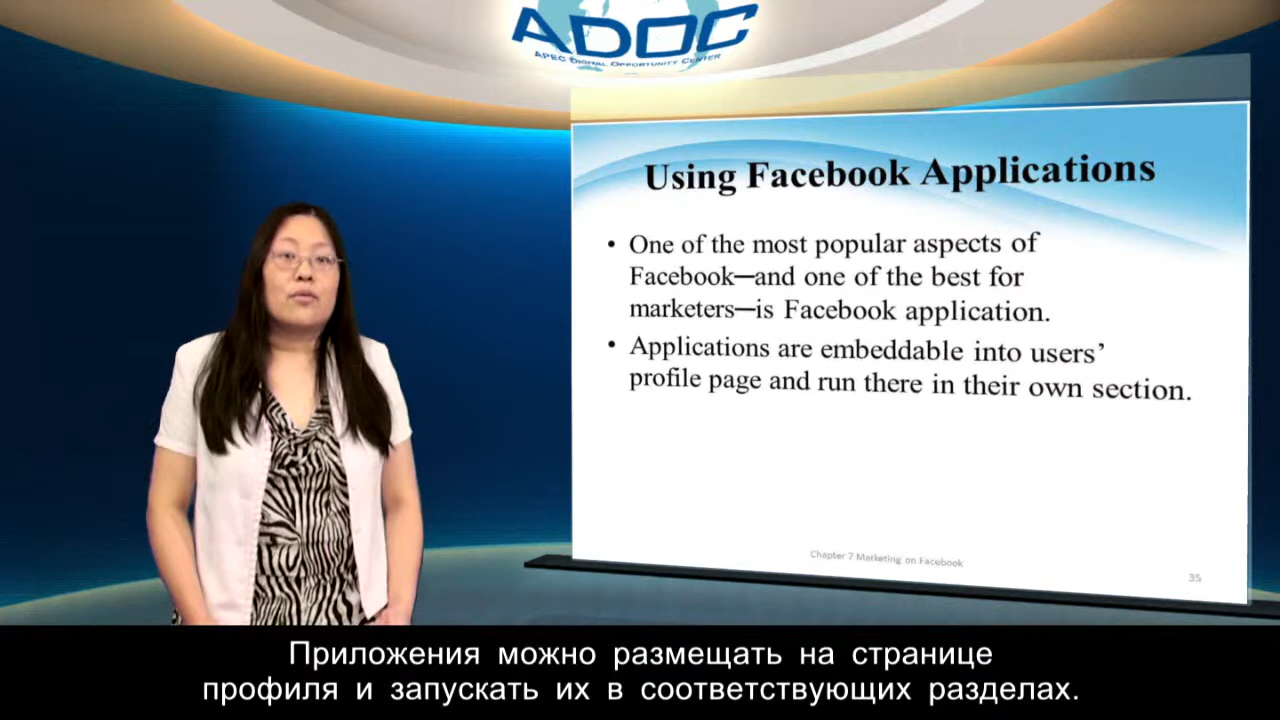 ADOC
APEC DIGITAL OPPORTUNITY CENTER
Using Facebook Applications
• One of the most popular aspects of
Facebook—and one of the best for
marketers—is Facebook application.
• Applications are embeddable into users’
profile page and run there in their own section.
Chapter 7 Marketing on Facebook
35
Приложения можно размещать на странице
профиля и запускать их в соответствующих разделах.